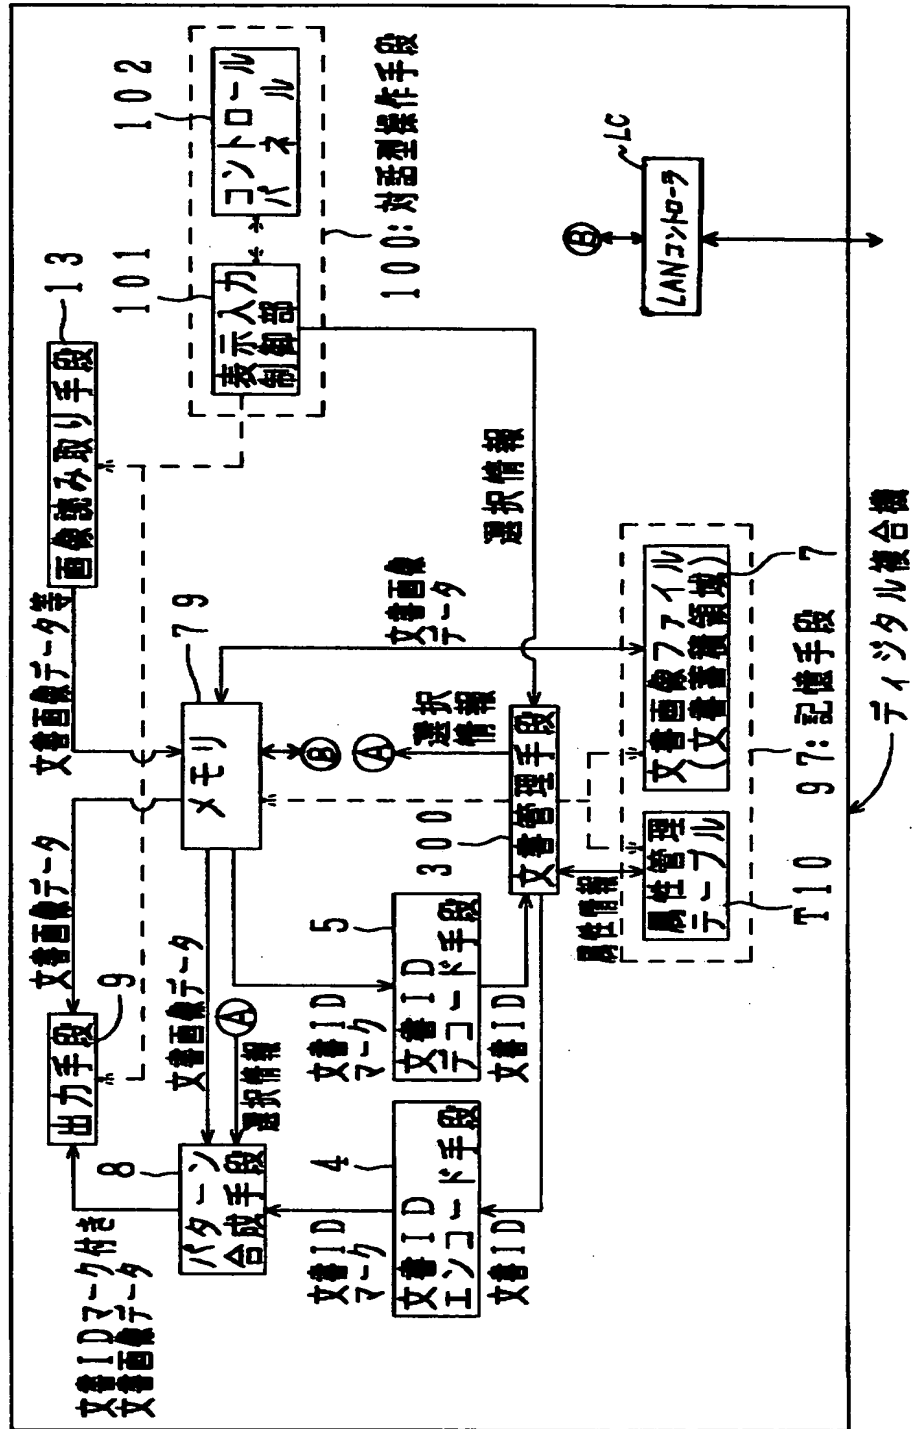 文書IDマーク付き
文書画像データ
出力手段
9
文書画像データ
文書画像データ等
画像読み取り手段
13
パターン
合成手段
8
文書画像データ
選択情報
A
メモリ
79
B
A
選択
情報
文書画像
データ
表示入力
制御部
101
コントロール
パネル
102
100:対話型操作手段
選択情報
文書ID
マーク
文書ID
エンコード手段
4
文書ID
文書ID
マーク
文書ID
デコード手段
5
文書ID
文書管理手段
300
属性情報
属性管理
テーブル
T10
文書画像ファイル
(文書蓄積領域)
7
97:記憶手段
B
LANコントローラ
LC
ディジタル複合機